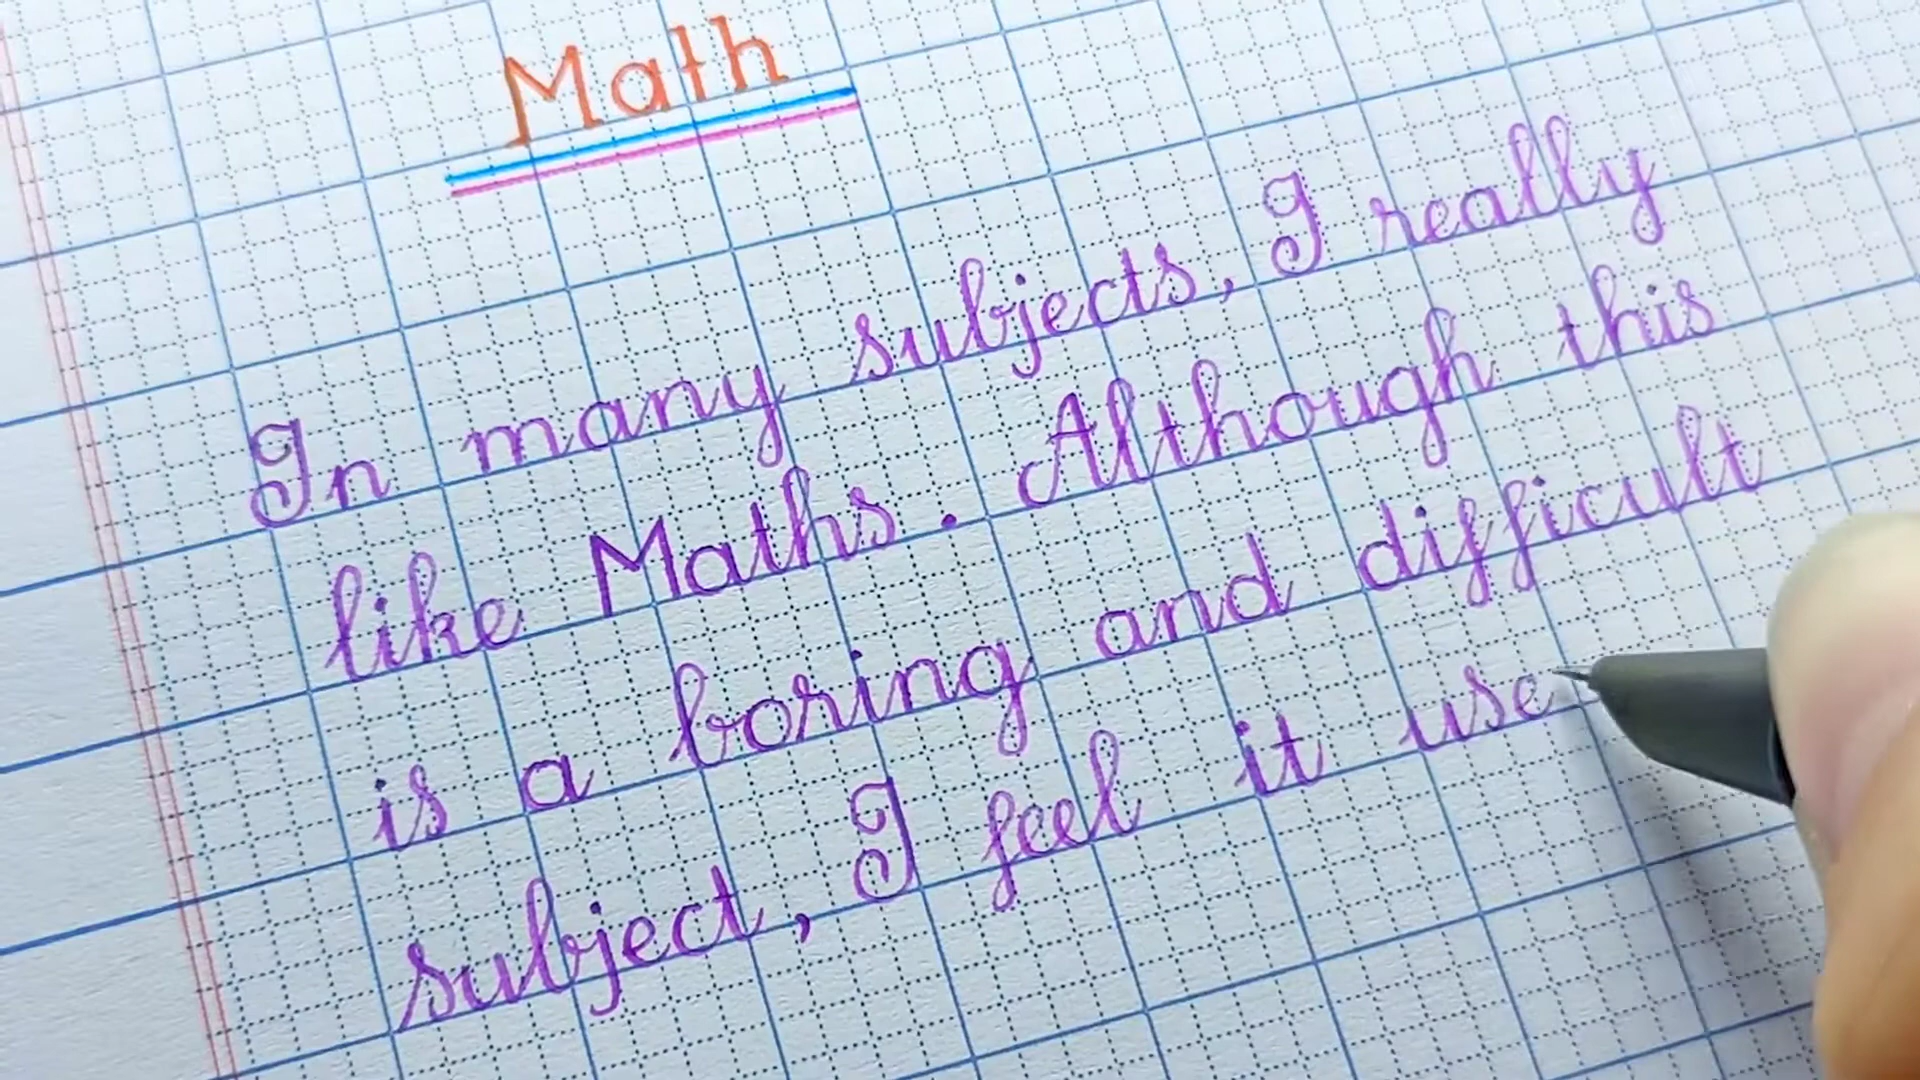 Math
In many subjects, I really
like Maths. Although this
is a boring and difficult
subject, I feel it use